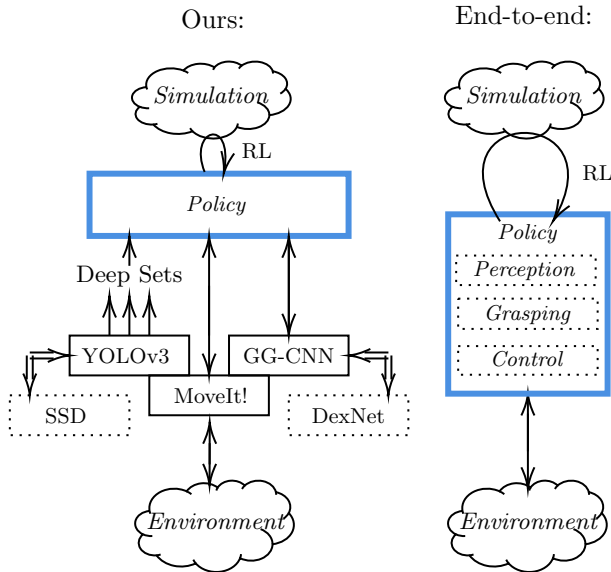 Ours:
Simulation
RL
Policy
Deep Sets
YOLOv3
GG-CNN
SSD
MoveIt!
DexNet
Environment
End-to-end:
Simulation
RL
Policy
Perception
Grasping
Control
Environment